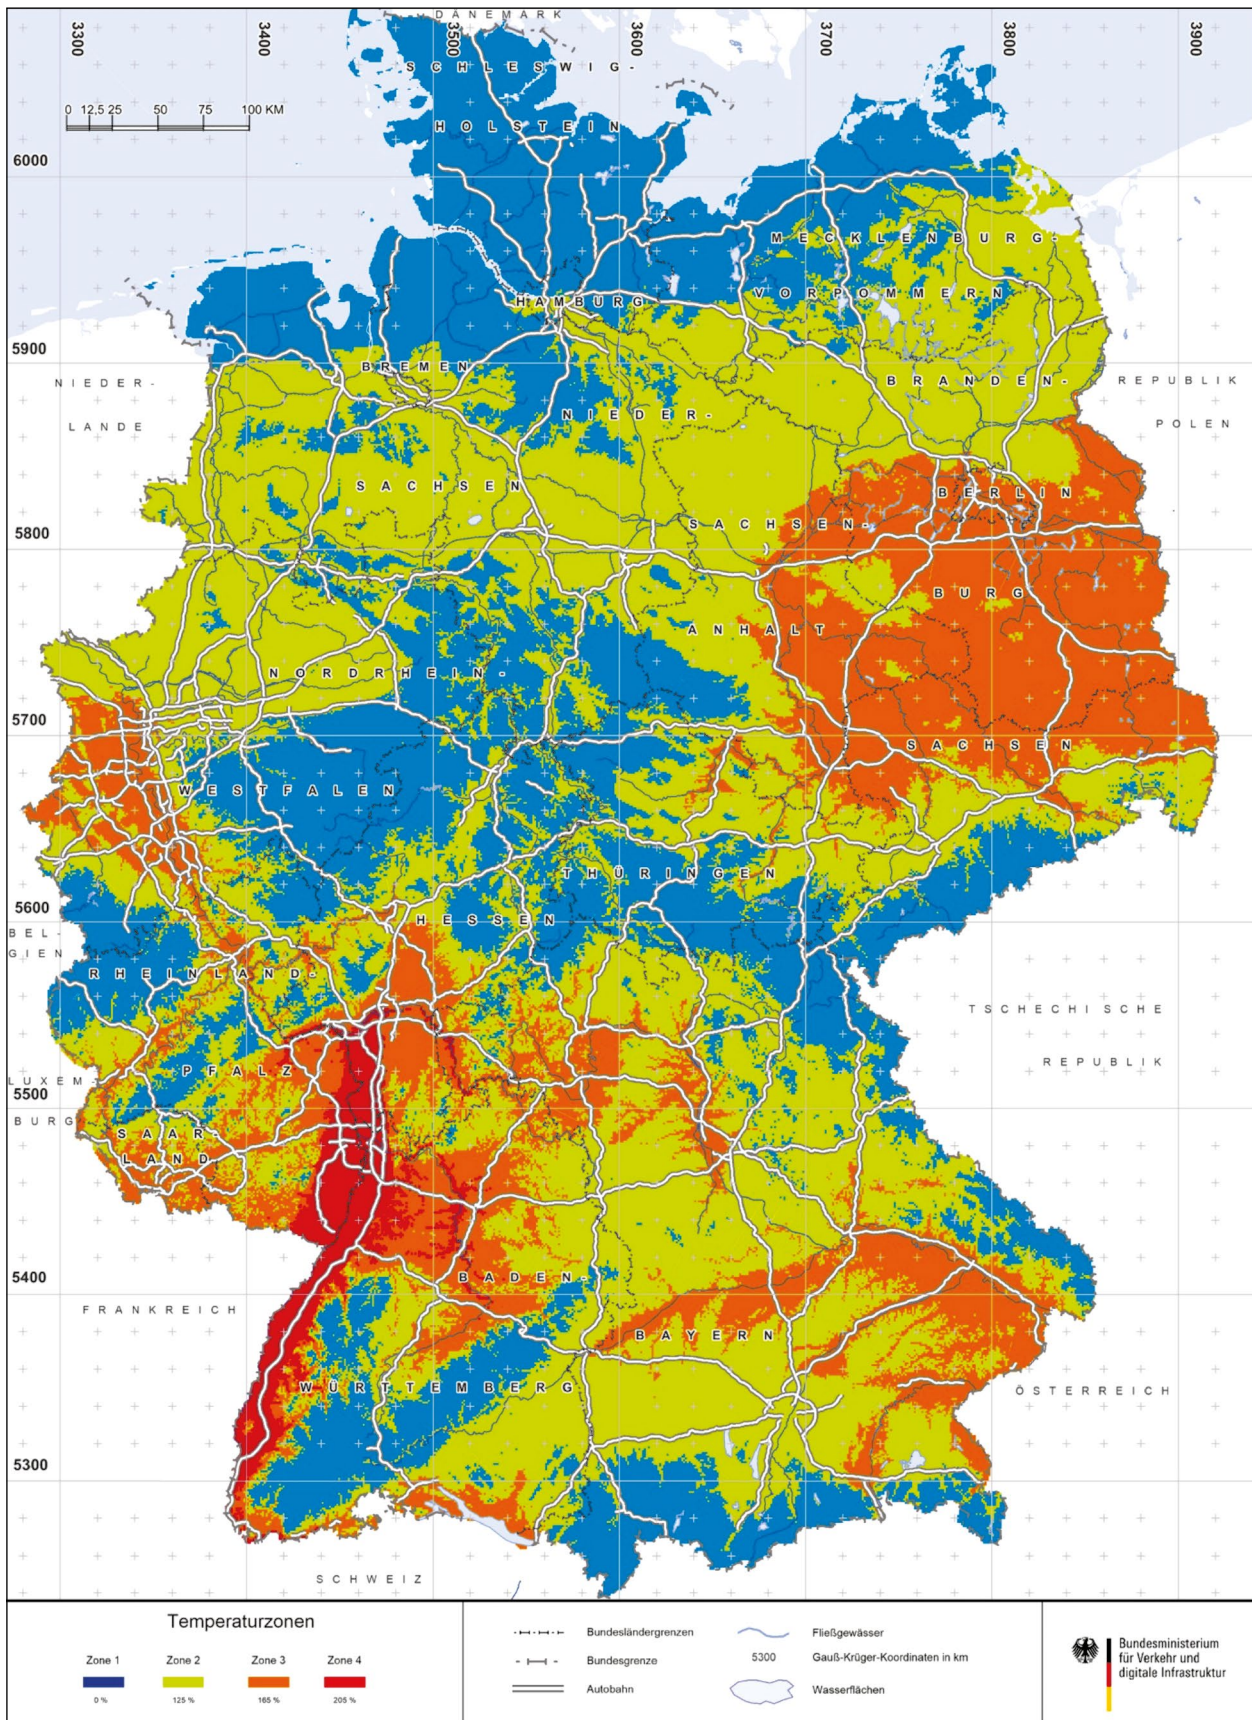 DÄNEMARK
3300
3400
3500
3600
3700
3800
3900
SCHLESWIG-
0 12,5 25 50 75 100 KM
HOLSTEIN
6000
MECKLENBURG-
HAMBURG
VORPOMMERN
5900
BREMEN
NIEDER-
LANDE
BRANDEN-
REPUBLIK
POLEN
NIEDER-
SACHSEN
BERLIN
SACHSEN-
5800
BURG
ANHALT
NORDRHEIN-
5700
SACHSEN
WESTFALEN
THÜRINGEN
5600
HESSEN
BEL-
GIEN
RHEINLAND-
TSCHECHISCHE
REPUBLIK
PFALZ
LUXEM-
BURG
5500
SAAR-
LAND
5400
BADEN-
FRANKREICH
BAYERN
WÜRTTEMBERG
ÖSTERREICH
5300
SCHWEIZ
Temperaturzonen
Zone 1 Zone 2 Zone 3 Zone 4
0 % 125 % 165 % 205 %
Bundesländergrenzen
Bundesgrenze
Autobahn
Fließgewässer
5300 Gauß-Krüger-Koordinaten in km
Wasserflächen
Bundesministerium
für Verkehr und
digitale Infrastruktur